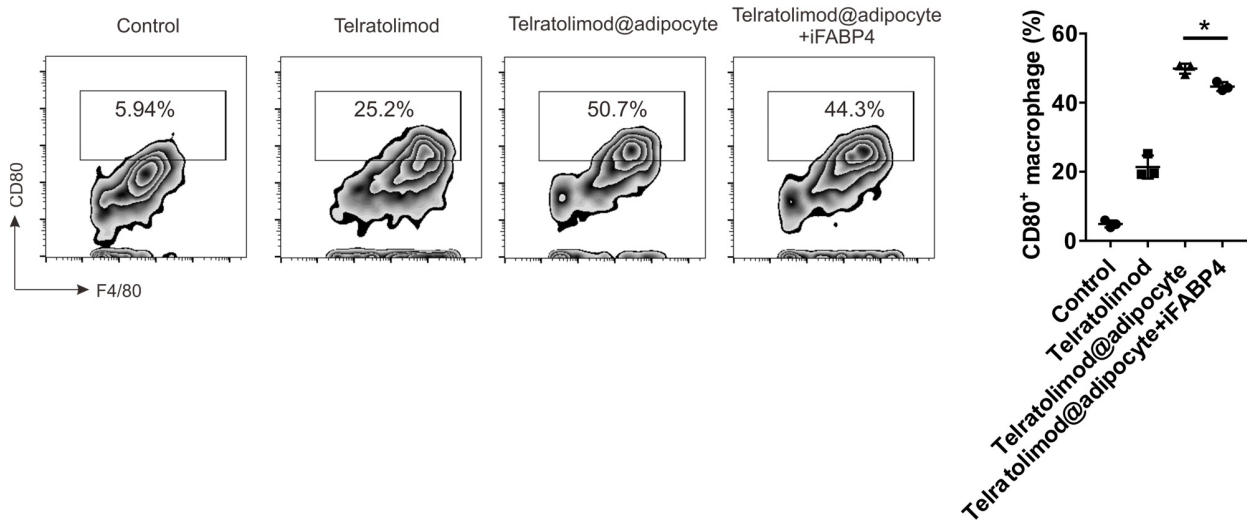 Control
Telratolimod
Telratolimod@adipocyte
Telratolimod@adipocyte
+iFABP4
5.94%
25.2%
50.7%
44.3%
CD80
F4/80
CD80+ macrophage (%)
60
40
20
0
*
Control
Telratolimod
Telratolimod@adipocyte
Telratolimod@adipocyte+iFABP4